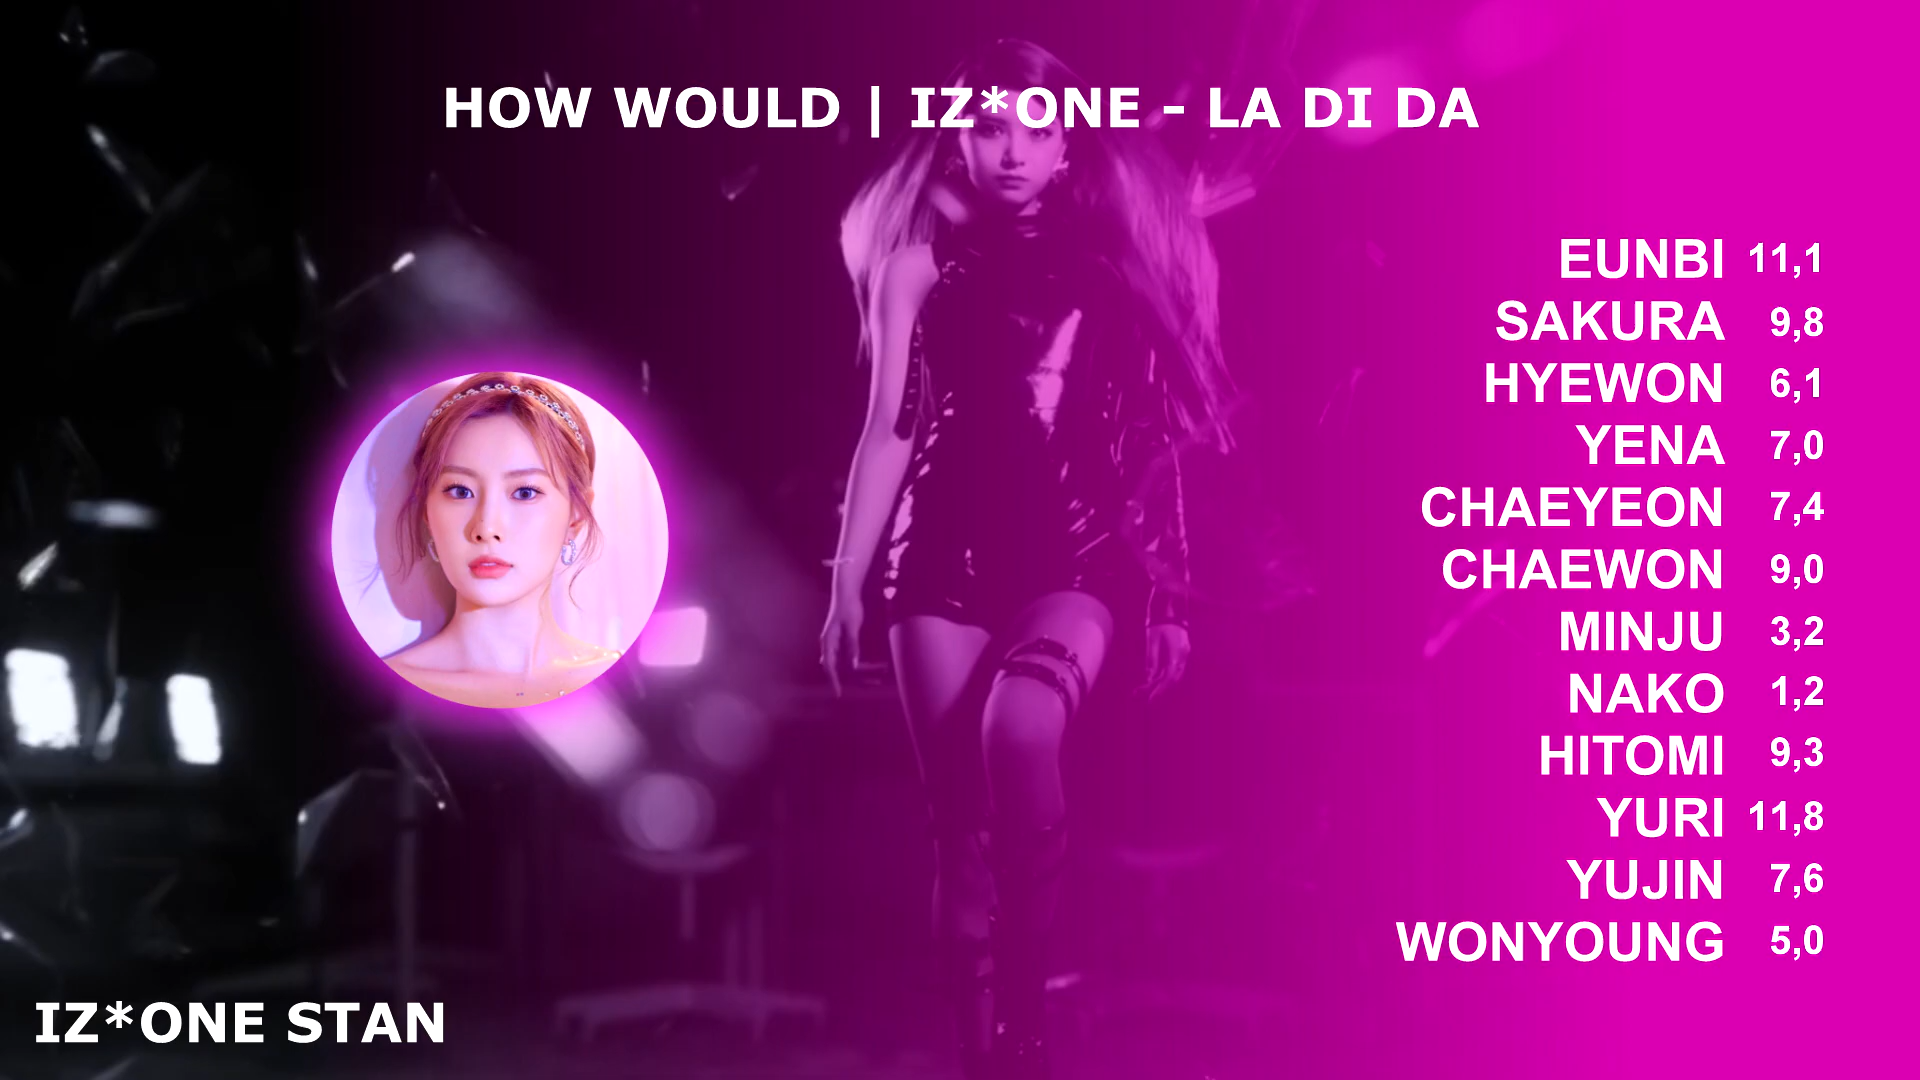 HOW WOULD | IZ*ONE - LA DI DA
EUNBI 11,1
SAKURA 9,8
HYEWON 6,1
YENA 7,0
CHAEYEON 7,4
CHAEWON 9,0
MINJU 3,2
NAKO 1,2
HITOMI 9,3
YURI 11,8
YUJIN 7,6
WONYOUNG 5,0
IZ*ONE STAN